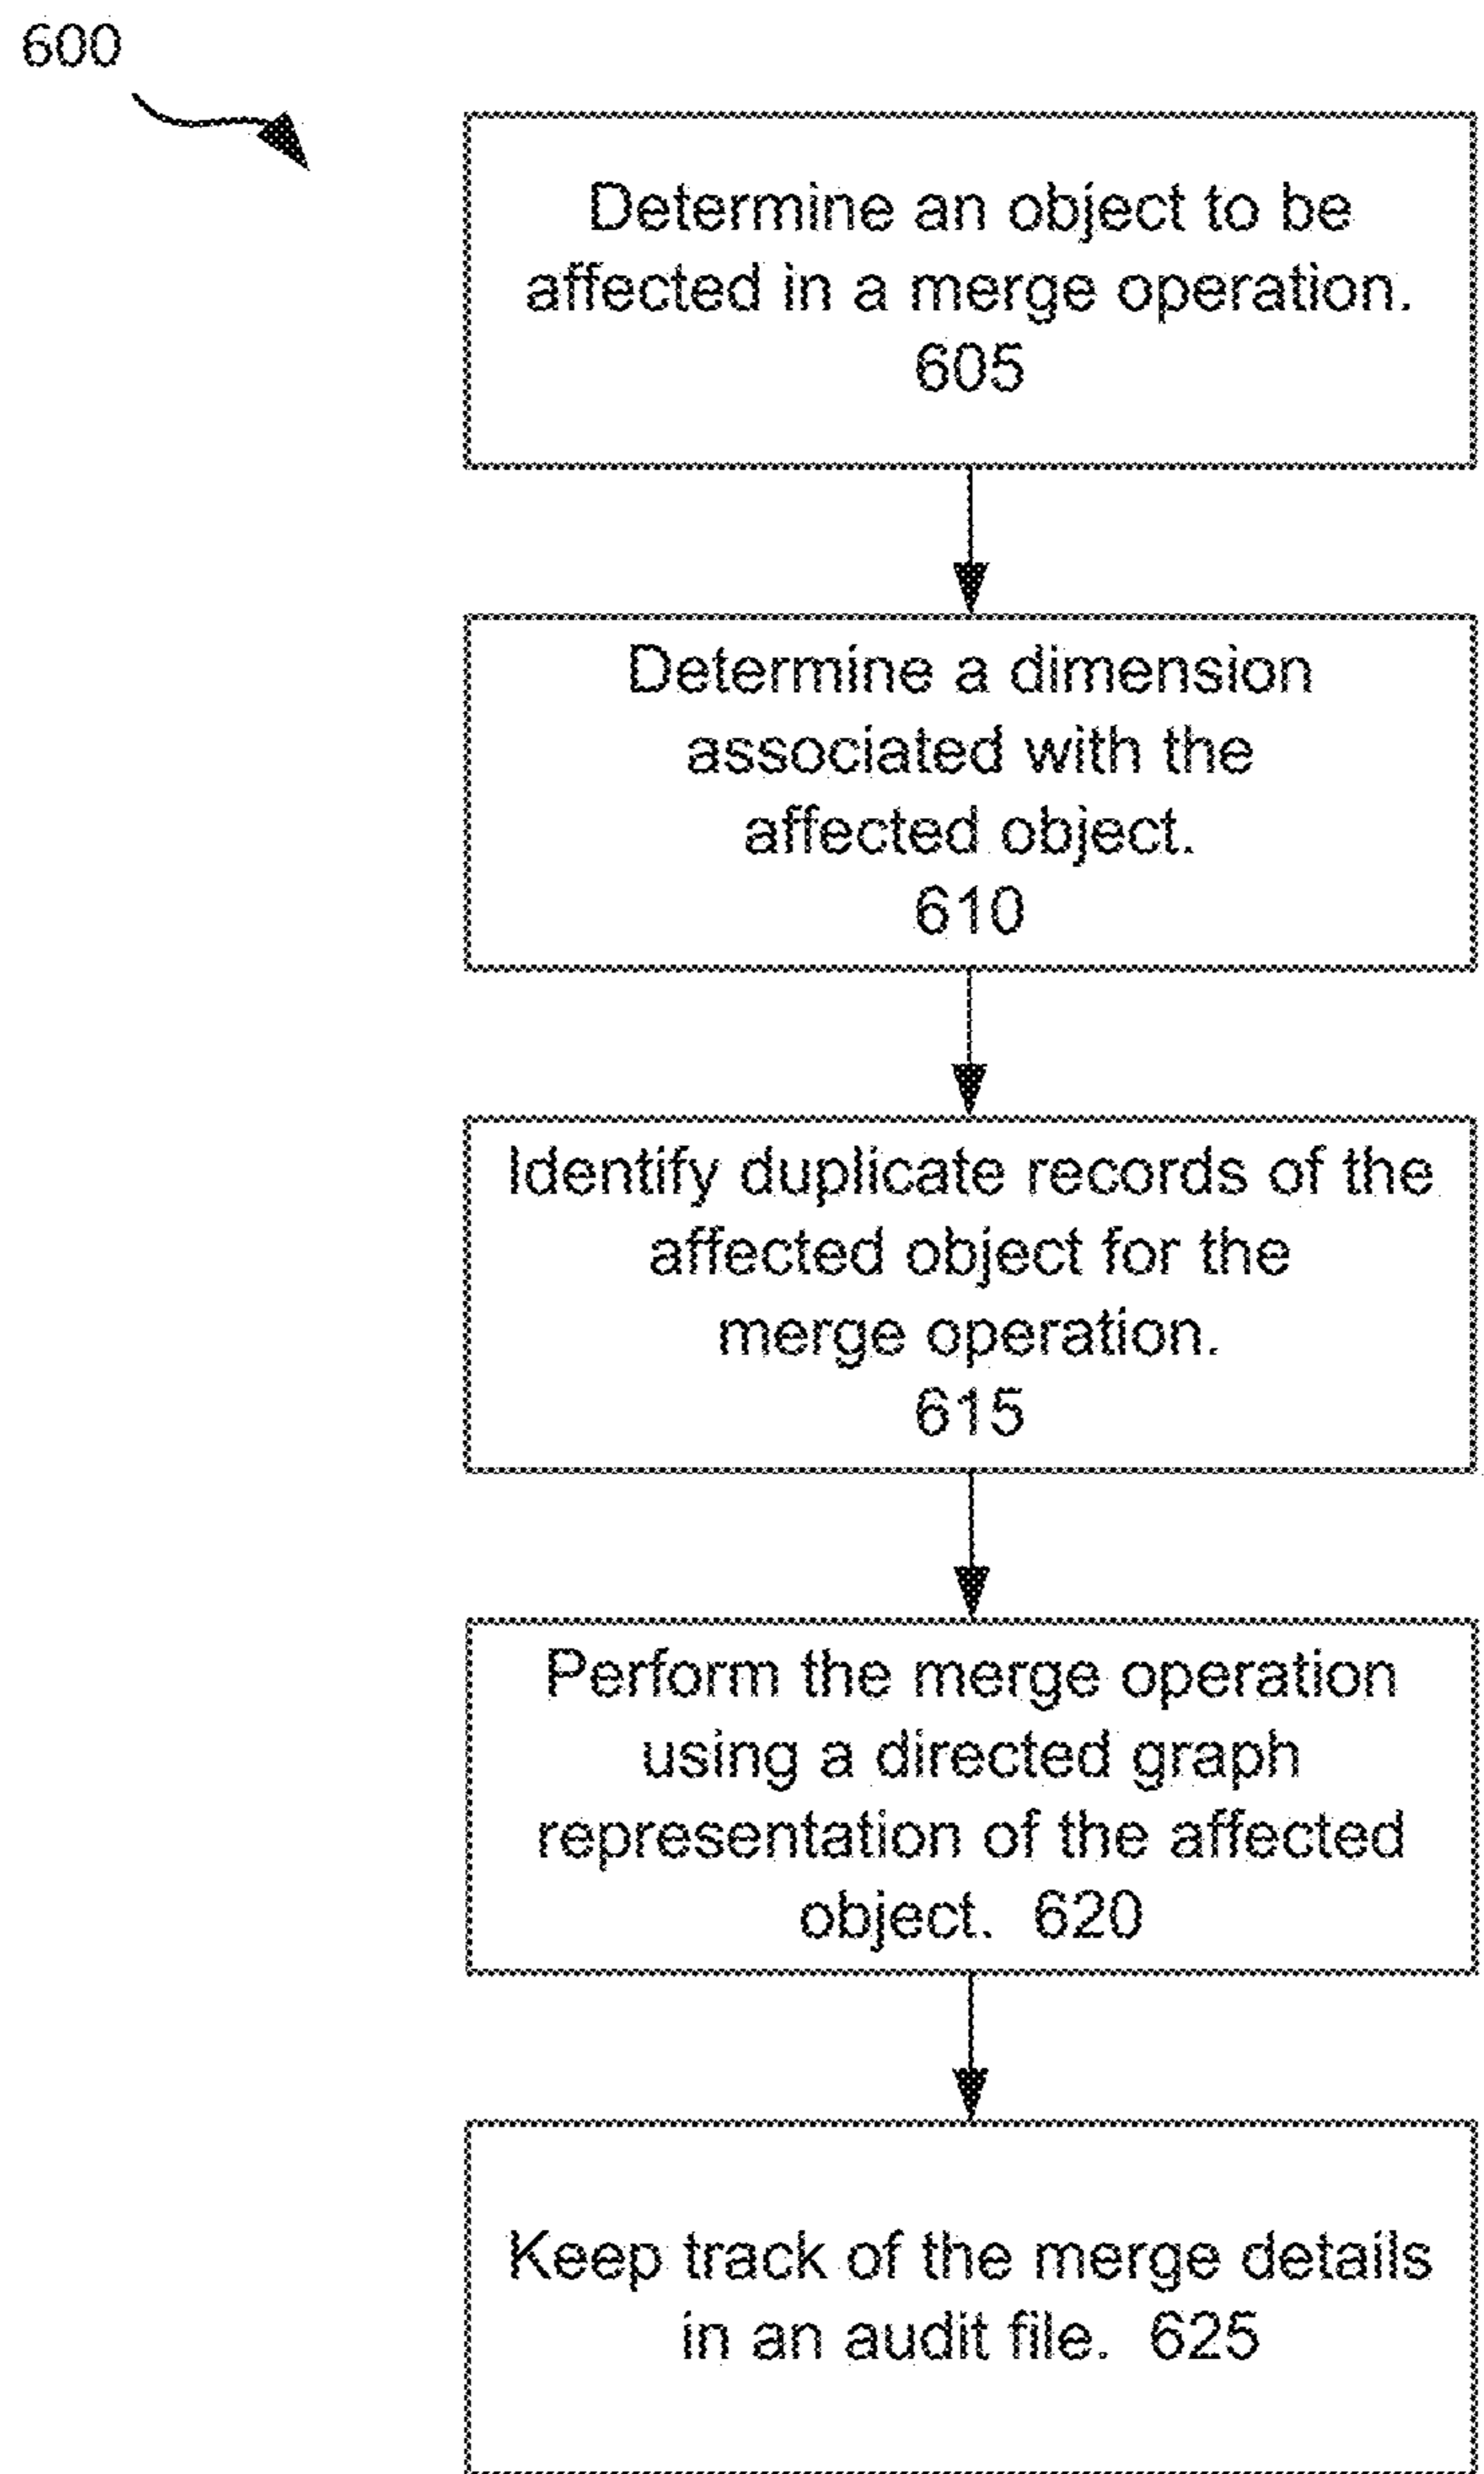 600
Determine an object to be
affected in a merge operation.
605
Determine a dimension
associated with the
affected object.
610
Identify duplicate records of the
affected object for the
merge operation.
615
Perform the merge operation
using a directed graph
representation of the affected
object. 620
Keep track of the merge details
in an audit file. 625